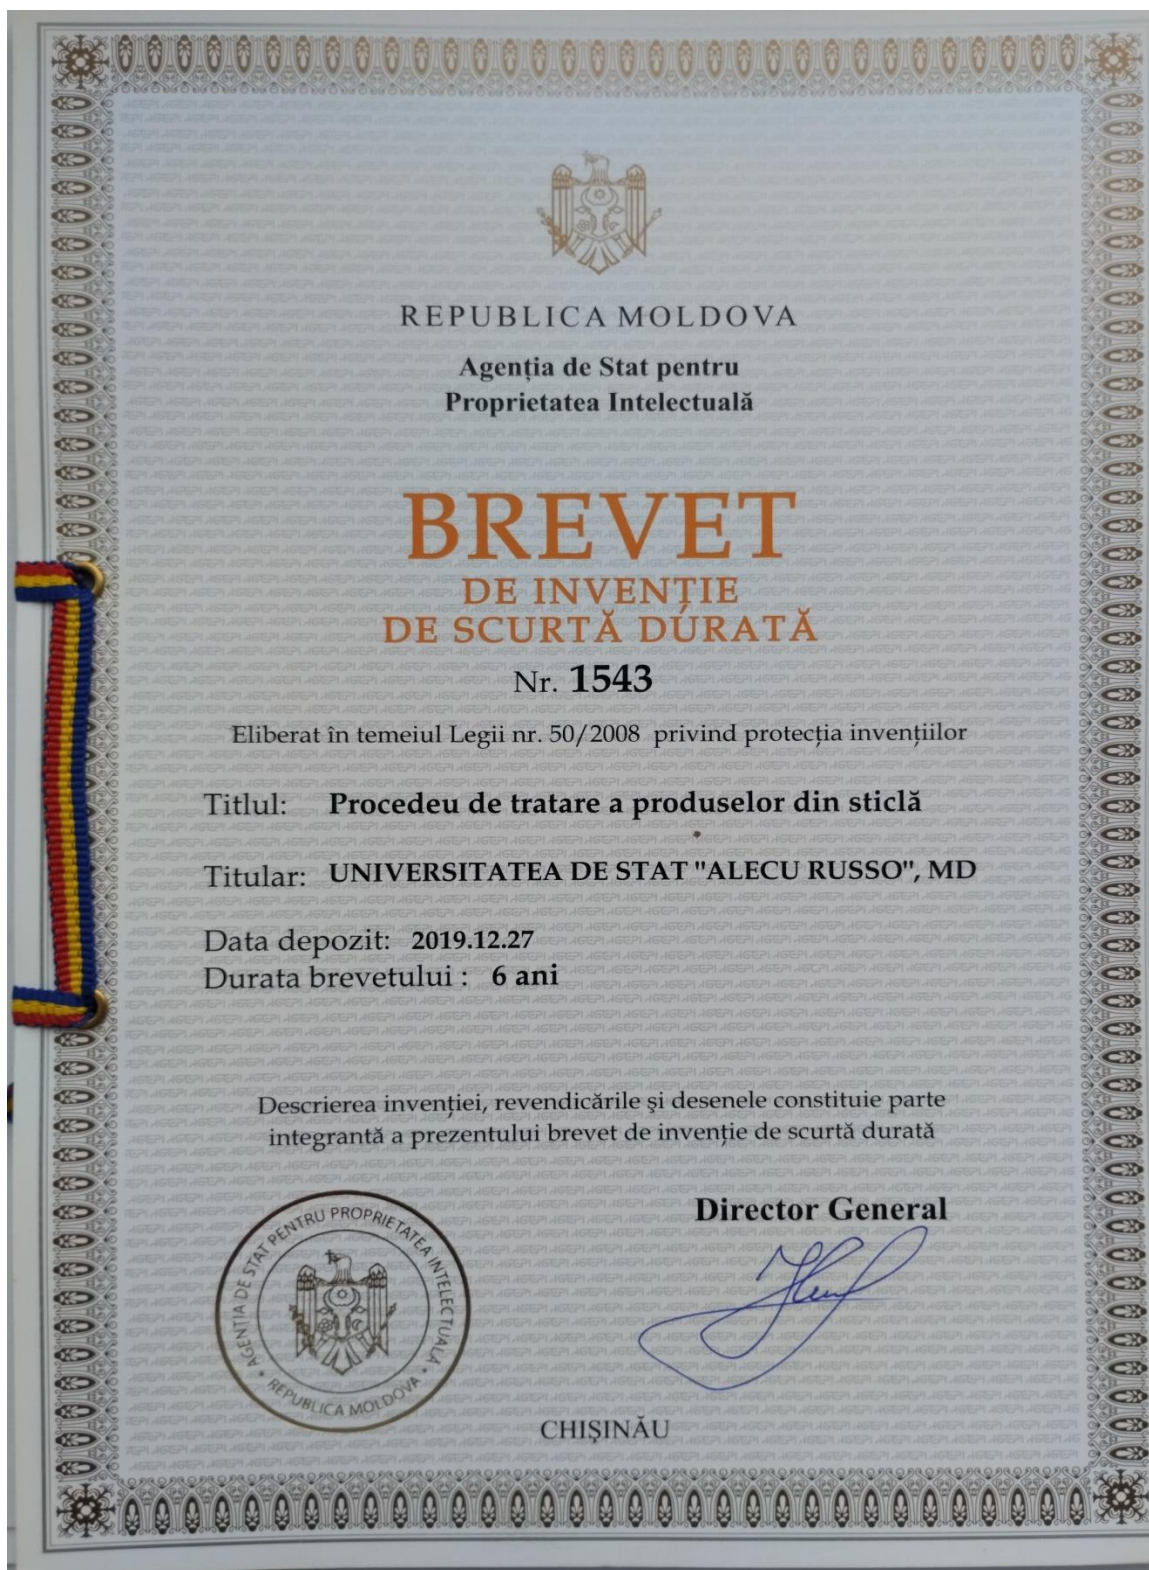 REPUBLICA MOLDOVA
Agenția de Stat pentru
Proprietatea Intelectuală
BREVET
DE INVENȚIE
DE SCURTĂ DURATĂ
Nr. 1543
Eliberat în temeiul Legii nr. 50/2008 privind protecția invențiilor
Titlul: Procedeu de tratare a produselor din sticlă
Titular: UNIVERSITATEA DE STAT "ALECU RUSSO", MD
Data depozit: 2019.12.27
Durata brevetului : 6 ani
Descrierea invenției, revendicările şi desenele constituie parte
integrantă a prezentului brevet de invenție de scurtă durată
Director General
AGENȚIA DE STAT PENTRU PROPRIETATEA INTELECTUALĂ • REPUBLICA MOLDOVA •
CHIŞINĂU